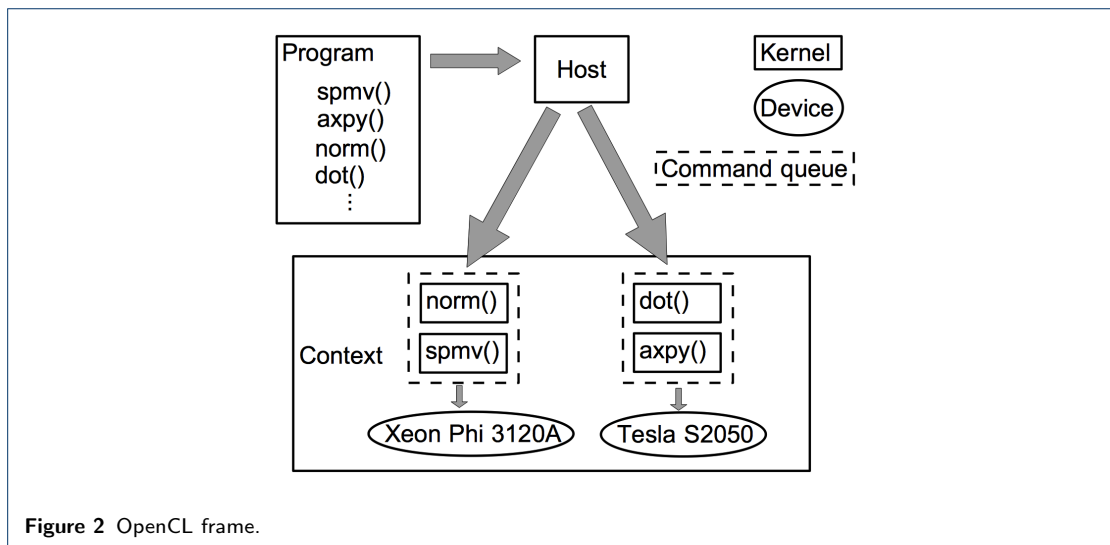 Program
spmv()
axpy()
norm()
dot()
⋮
Host
Kernel
Device
Command queue
Context
norm()
spmv()
Xeon Phi 3120A
dot()
axpy()
Tesla S2050
Figure 2 OpenCL frame.